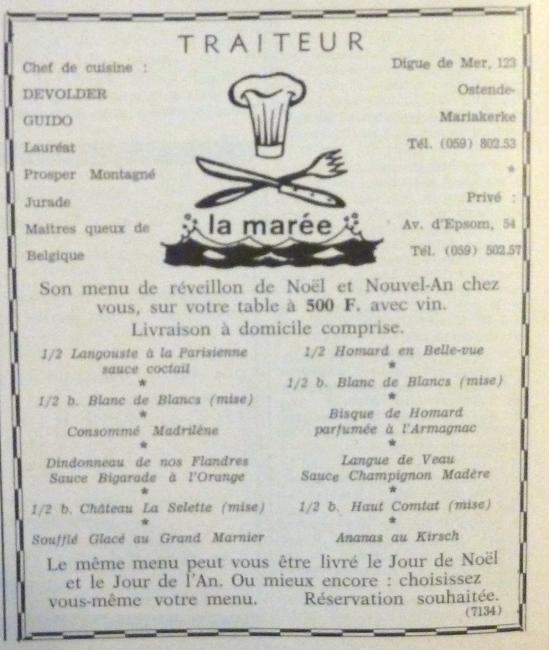 TRAITEUR
Chef de cuisine :
DEVOLDER
GUIDO
Lauréat
Prosper Montagné
Jurade
Maîtres queux de
Belgique
Digue de Mer, 123
Ostende-
Mariakerke
Tél. (059) 802.53
*
Privé :
Av. d'Epsom, 54
Tél. (059) 502.57
la marée
Son menu de réveillon de Noël et Nouvel-An chez
vous, sur votre table à 500 F. avec vin.
Livraison à domicile comprise.
1/2 Langouste à la Parisienne
sauce coctail
*
1/2 b. Blanc de Blancs (mise)
*
Consommé Madrilène
*
Dindonneau de nos Flandres
Sauce Bigarade à l'Orange
*
1/2 b. Château La Selette (mise)
*
Soufflé Glacé au Grand Marnier
1/2 Homard en Belle-vue
*
1/2 b. Blanc de Blancs (mise)
*
Bisque de Homard
parfumée à l'Armagnac
*
Langue de Veau
Sauce Champignon Madère
*
1/2 b. Haut Comtat (mise)
*
Ananas au Kirsch
Le même menu peut vous être livré le Jour de Noël
et le Jour de l'An. Ou mieux encore : choisissez
vous-même votre menu. Réservation souhaitée.
(7134)